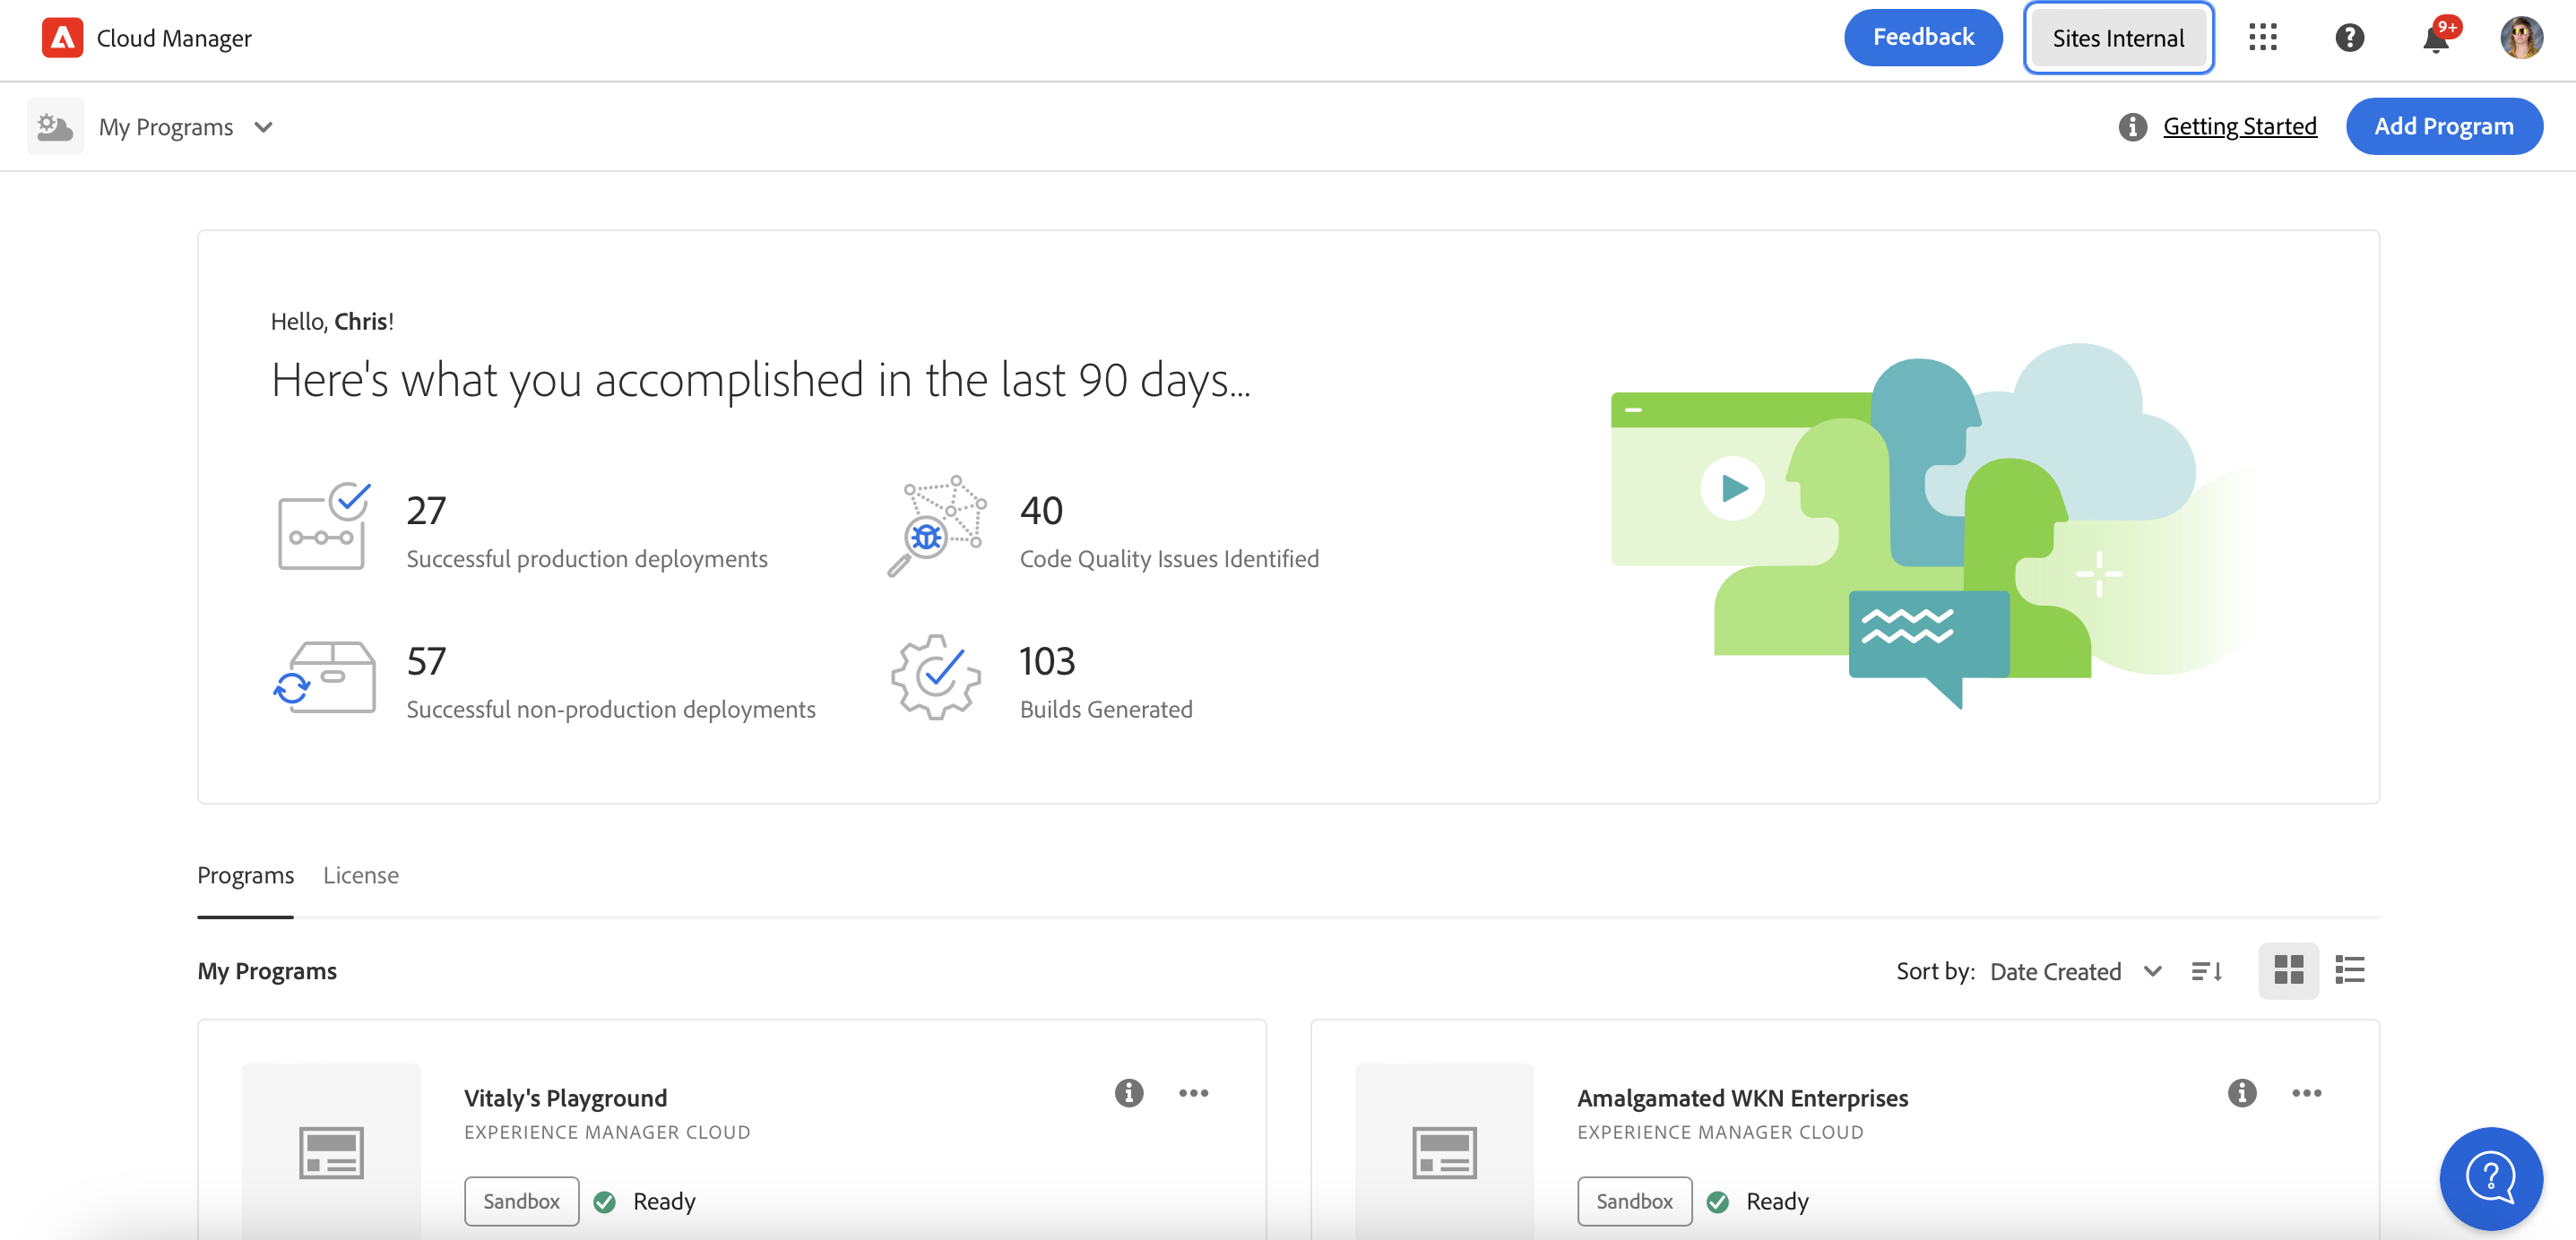 Cloud Manager
Feedback
Sites Internal
9+
My Programs
Getting Started
Add Program
Hello, Chris!
Here's what you accomplished in the last 90 days...
27
Successful production deployments
40
Code Quality Issues Identified
57
Successful non-production deployments
103
Builds Generated
Programs
License
My Programs
Sort by: Date Created
Vitaly's Playground
EXPERIENCE MANAGER CLOUD
Sandbox
Ready
Amalgamated WKN Enterprises
EXPERIENCE MANAGER CLOUD
Sandbox
Ready